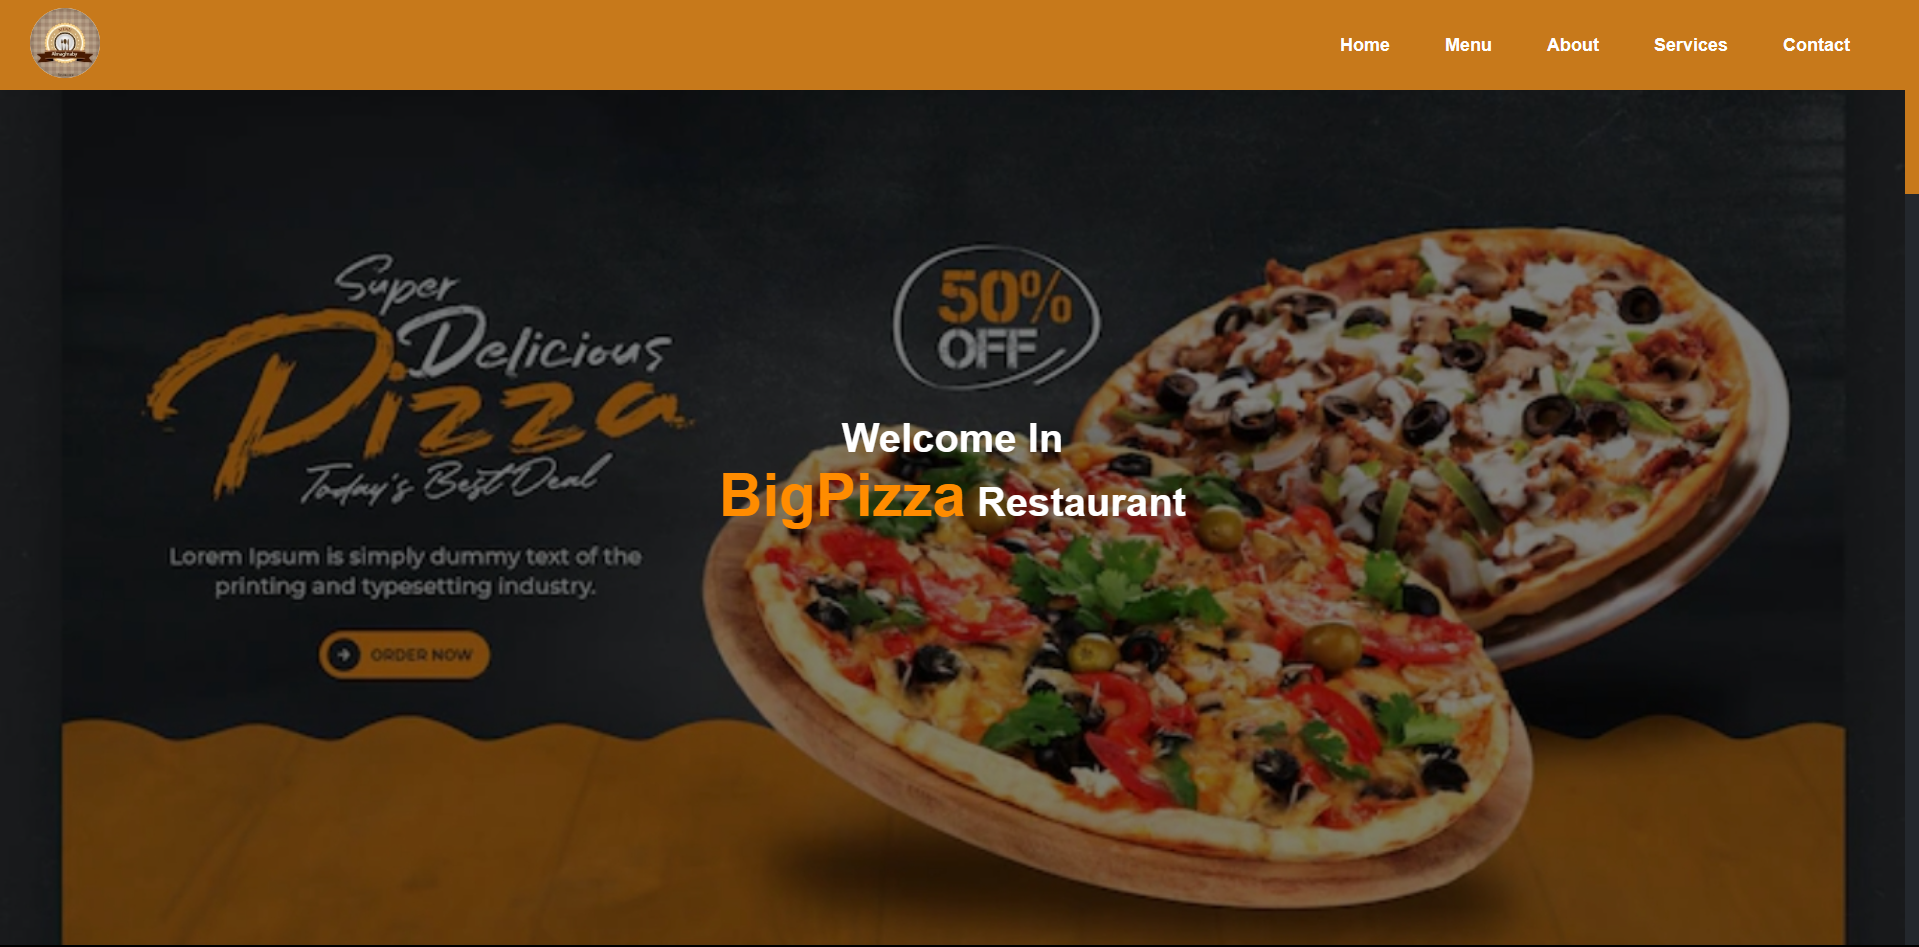 Home Menu About Services Contact
Super
Delicious
Pizza
Today's Best Deal
50%
OFF
Welcome In
BigPizza Restaurant
Lorem Ipsum is simply dummy text of the
printing and typesetting industry.
ORDER NOW